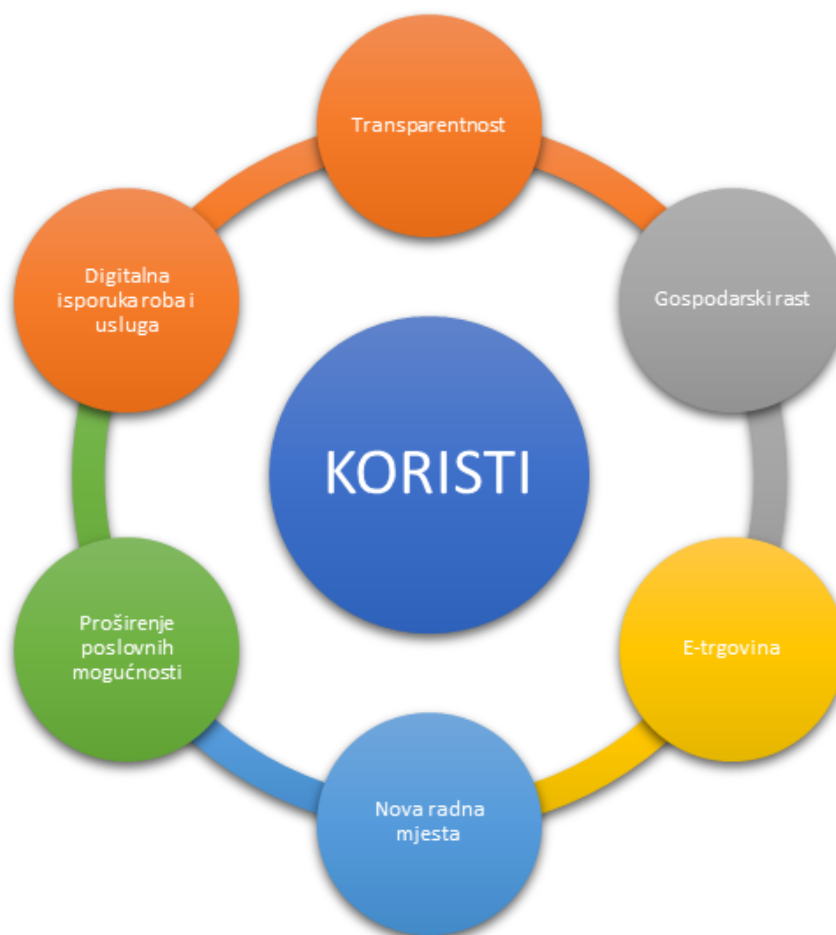 Transparentnost
Gospodarski rast
E-trgovina
Nova radna
mjesta
Proširenje
poslovnih
mogućnosti
Digitalna
isporuka roba i
usluga
KORISTI